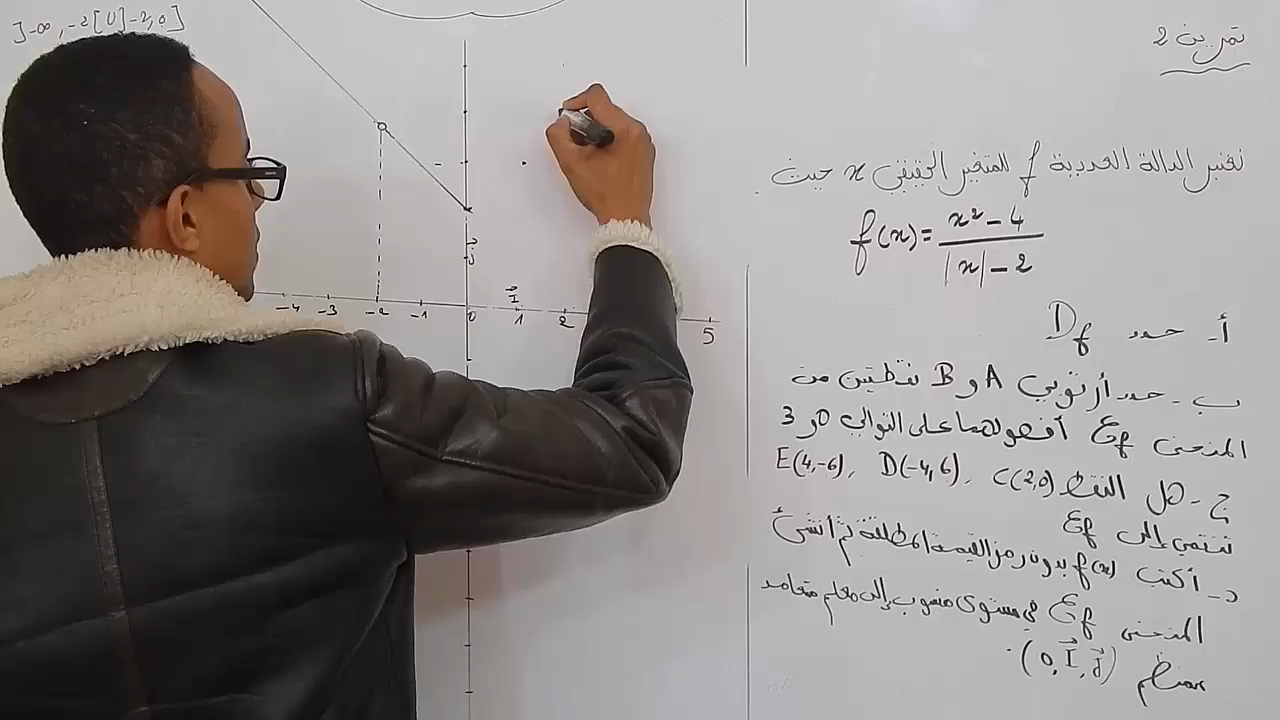 ]-∞, -2[ U ]-2, 0]
-4 -3 -2 -1 0 1 2 5
I
J
تمرين 2
نعتبر الدالة العددية f للمتغير الحقيقي x حيث
f(x) = (x² - 4) / (|x| - 2)
أ- حدد Df
ب- حدد أرتوبي A و B نقطتين من
المنحنى Cf أفصولهما على التوالي 0 و 3
ج- هل النقط C(2,0) , D(-4,6) , E(4,-6)
تنتمي إلى Cf
د- أكتب f(x) بدون رمز القيمة المطلقة ثم أنشئ
المنحنى Cf في مستوى منسوب إلى معلم متعامد
ممنظم (O, I, J).